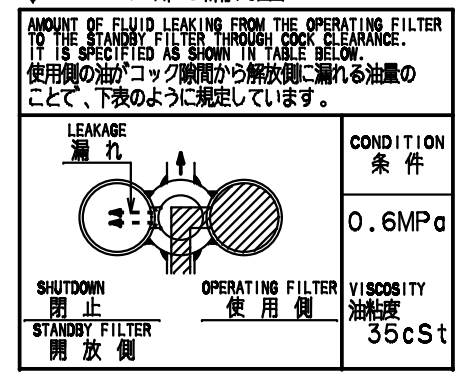 AMOUNT OF FLUID LEAKING FROM THE OPERATING FILTER
TO THE STANDBY FILTER THROUGH COCK CLEARANCE.
IT IS SPECIFIED AS SHOWN IN TABLE BELOW.
使用側の油がコック隙間から解放側に漏れる油量の
ことで、下表のように規定しています。
LEAKAGE
漏れ
CONDITION
条件
0.6MPa
SHUTDOWN
閉止
STANDBY FILTER
開放側
OPERATING FILTER
使用側
VISCOSITY
油粘度
35cSt